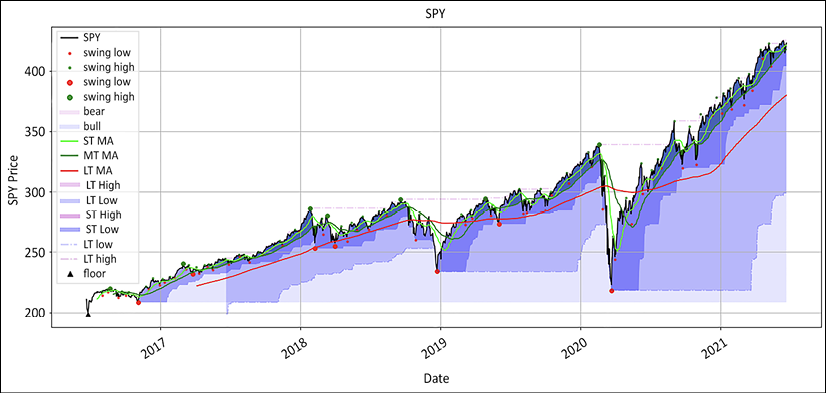 SPY
SPY
swing low
swing high
swing low
swing high
bear
bull
ST MA
MT MA
LT MA
LT High
LT Low
ST High
ST Low
LT low
LT high
floor
400
350
300
250
200
SPY Price
2017
2018
2019
2020
2021
Date